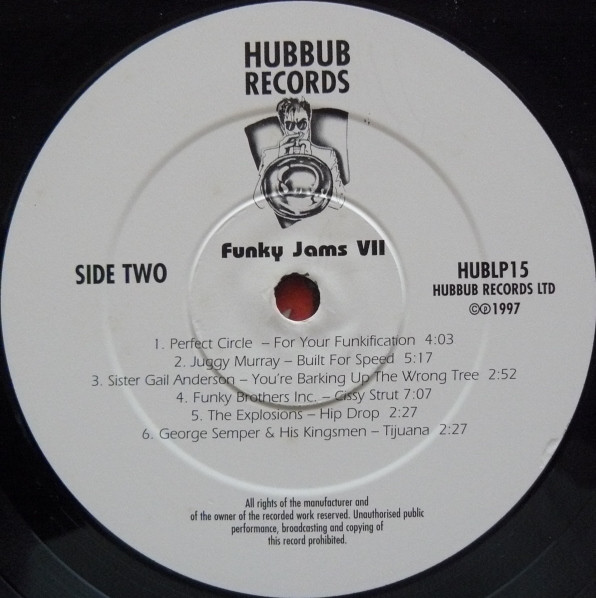 HUBBUB
RECORDS
Funky Jams VII
SIDE TWO
HUBLP15
HUBBUB RECORDS LTD
©℗1997
1. Perfect Circle – For Your Funkification 4:03
2. Juggy Murray – Built For Speed 5:17
3. Sister Gail Anderson – You're Barking Up The Wrong Tree 2:52
4. Funky Brothers Inc. – Cissy Strut 7:07
5. The Explosions – Hip Drop 2:27
6. George Semper & His Kingsmen – Tijuana 2:27
All rights of the manufacturer and
of the owner of the recorded work reserved. Unauthorised public
performance, broadcasting and copying of
this record prohibited.